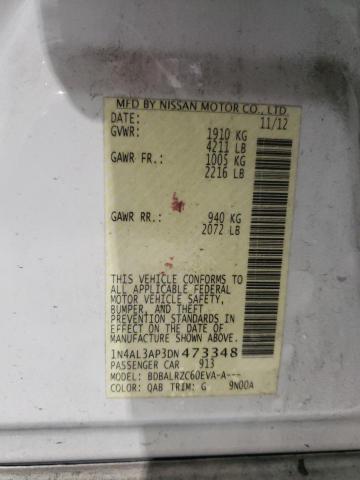 MFD BY NISSAN MOTOR CO., LTD.
DATE: 11/12
GVWR: 1910 KG
4211 LB
GAWR FR.: 1005 KG
2216 LB
GAWR RR.: 940 KG
2072 LB
THIS VEHICLE CONFORMS TO
ALL APPLICABLE FEDERAL
MOTOR VEHICLE SAFETY,
BUMPER, AND THEFT
PREVENTION STANDARDS IN
EFFECT ON THE DATE OF
MANUFACTURE SHOWN ABOVE.
1N4AL3AP3DN473348
PASSENGER CAR 913
MODEL: BDBALRZC60EVA-A---
COLOR: QAB TRIM: G 9N00A